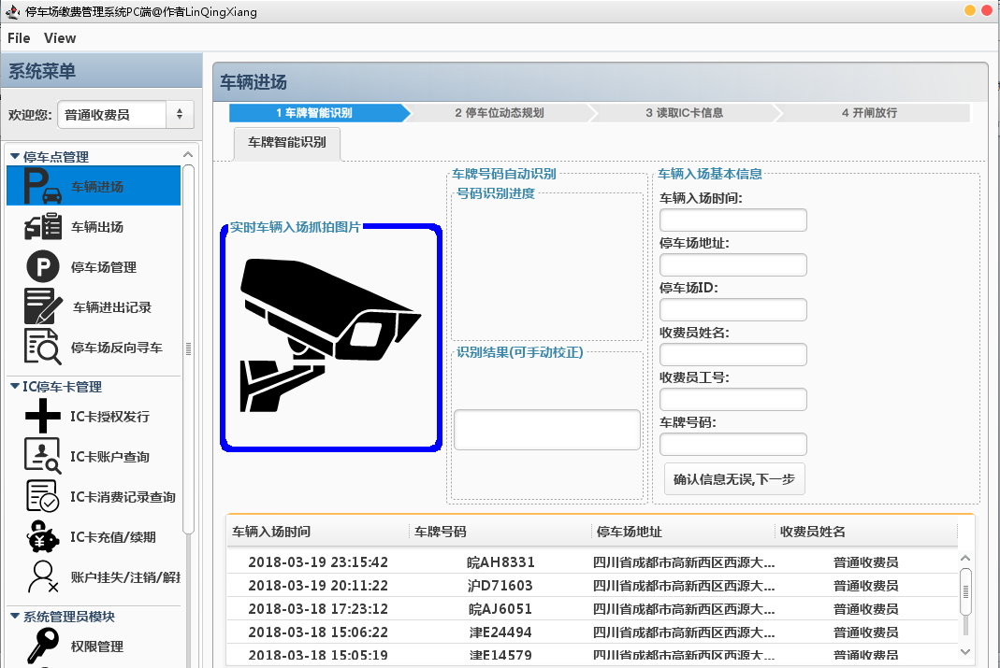 停车场缴费管理系统PC端@作者LinQingXiang
File View
系统菜单
欢迎您: 普通收费员
停车点管理
车辆进场
车辆出场
停车场管理
车辆进出记录
停车场反向寻车
IC停车卡管理
IC卡授权发行
IC卡账户查询
IC卡消费记录查询
IC卡充值/续期
账户挂失/注销/解挂
系统管理员模块
权限管理
车辆进场
1 车牌智能识别 2 停车位动态规划 3 读取IC卡信息 4 开闸放行
车牌智能识别
实时车辆入场抓拍图片
车牌号码自动识别
号码识别进度
识别结果(可手动校正)
车辆入场基本信息
车辆入场时间:
停车场地址:
停车场ID:
收费员姓名:
收费员工号:
车牌号码:
确认信息无误,下一步
车辆入场时间 车牌号码 停车场地址 收费员姓名
2018-03-19 23:15:42 皖AH8331 四川省成都市高新西区西源大... 普通收费员
2018-03-19 20:11:22 沪D71603 四川省成都市高新西区西源大... 普通收费员
2018-03-18 17:23:12 皖AJ6051 四川省成都市高新西区西源大... 普通收费员
2018-03-18 15:06:22 津E24494 四川省成都市高新西区西源大... 普通收费员
2018-03-18 15:05:19 津E14579 四川省成都市高新西区西源大... 普通收费员